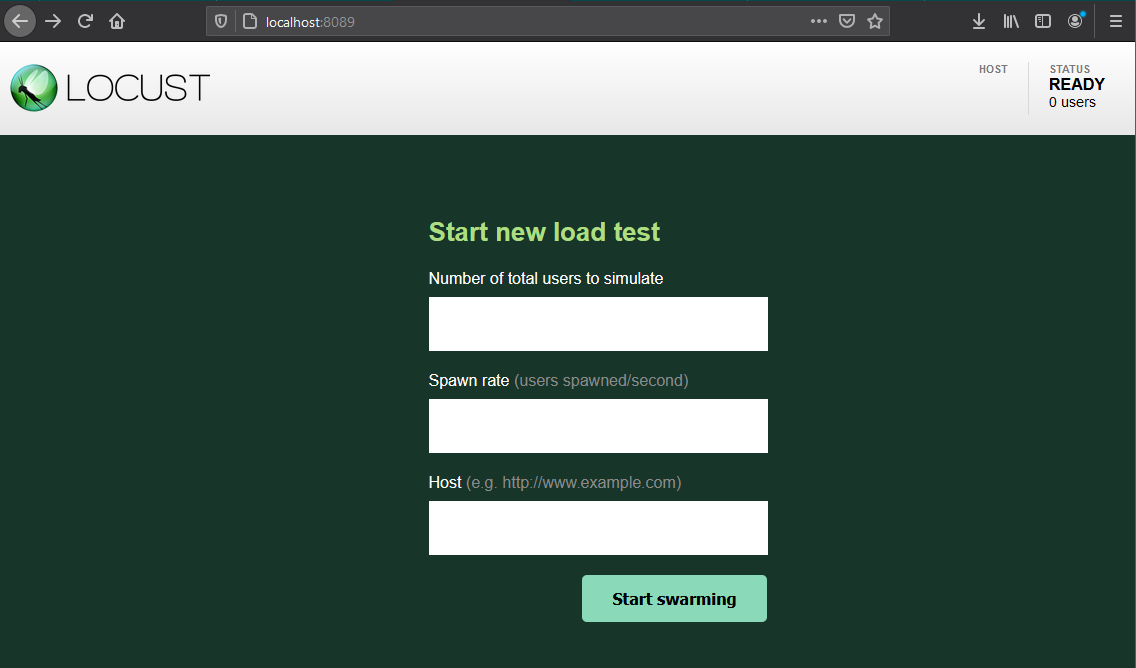 localhost:8089
LOCUST
HOST
STATUS
READY
0 users
Start new load test
Number of total users to simulate
Spawn rate (users spawned/second)
Host (e.g. http://www.example.com)
Start swarming